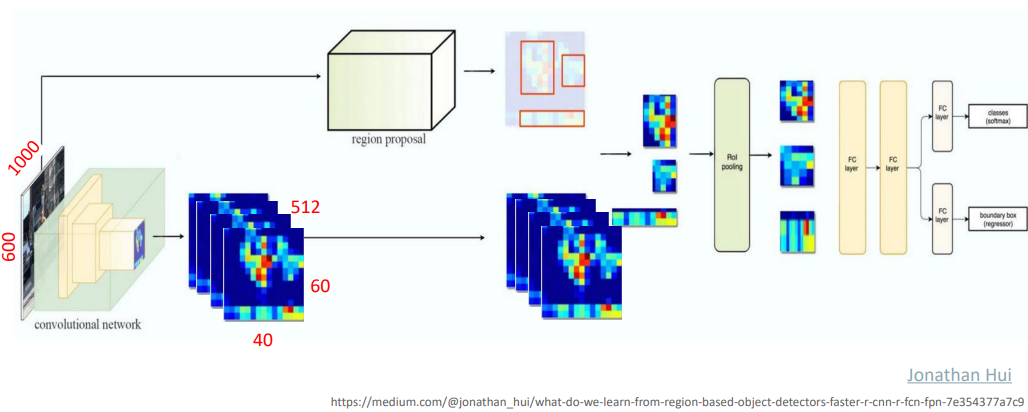 region proposal
1000
600
convolutional network
512
60
40
RoI
pooling
FC
layer
FC
layer
FC
layer
classes
(softmax)
FC
layer
boundary box
(regressor)
Jonathan Hui
https://medium.com/@jonathan_hui/what-do-we-learn-from-region-based-object-detectors-faster-r-cnn-r-fcn-fpn-7e354377a7c9